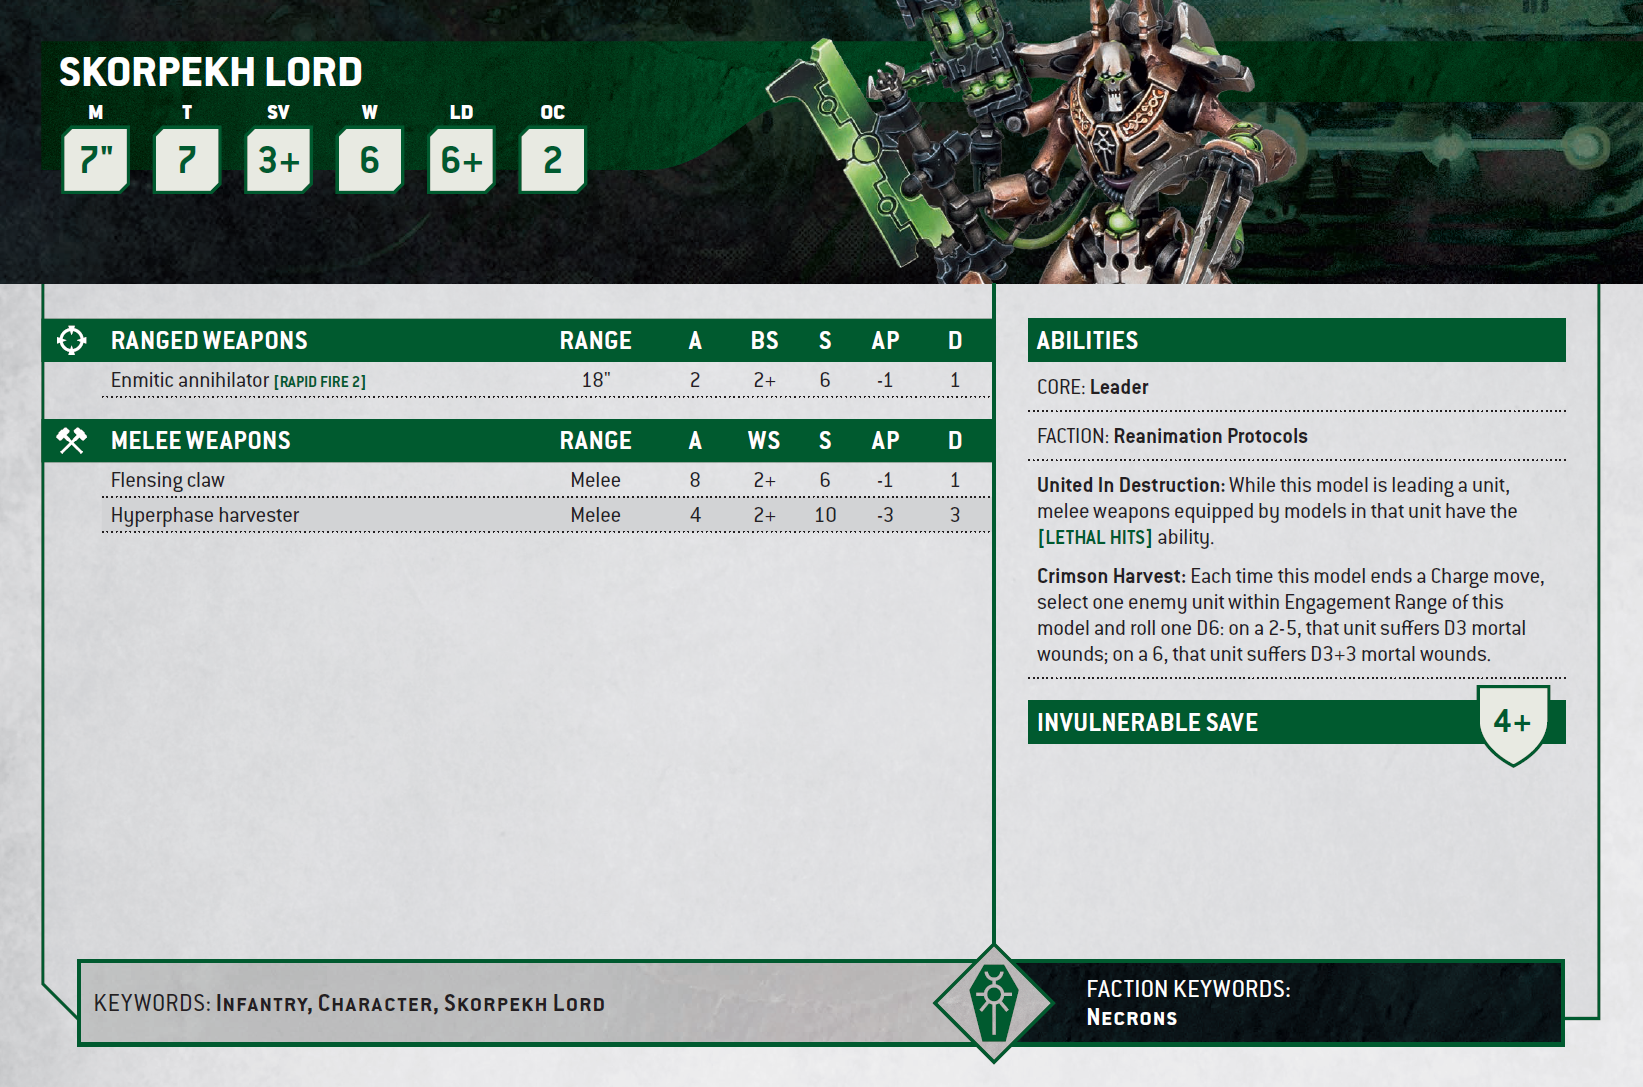 SKORPEKH LORD
M T SV W LD OC
7" 7 3+ 6 6+ 2
RANGED WEAPONS RANGE A BS S AP D
Enmitic annihilator [RAPID FIRE 2] 18" 2 2+ 6 -1 1
MELEE WEAPONS RANGE A WS S AP D
Flensing claw Melee 8 2+ 6 -1 1
Hyperphase harvester Melee 4 2+ 10 -3 3
ABILITIES
CORE: Leader
FACTION: Reanimation Protocols
United In Destruction: While this model is leading a unit,
melee weapons equipped by models in that unit have the
[LETHAL HITS] ability.
Crimson Harvest: Each time this model ends a Charge move,
select one enemy unit within Engagement Range of this
model and roll one D6: on a 2-5, that unit suffers D3 mortal
wounds; on a 6, that unit suffers D3+3 mortal wounds.
INVULNERABLE SAVE 4+
KEYWORDS: INFANTRY, CHARACTER, SKORPEKH LORD
FACTION KEYWORDS:
NECRONS